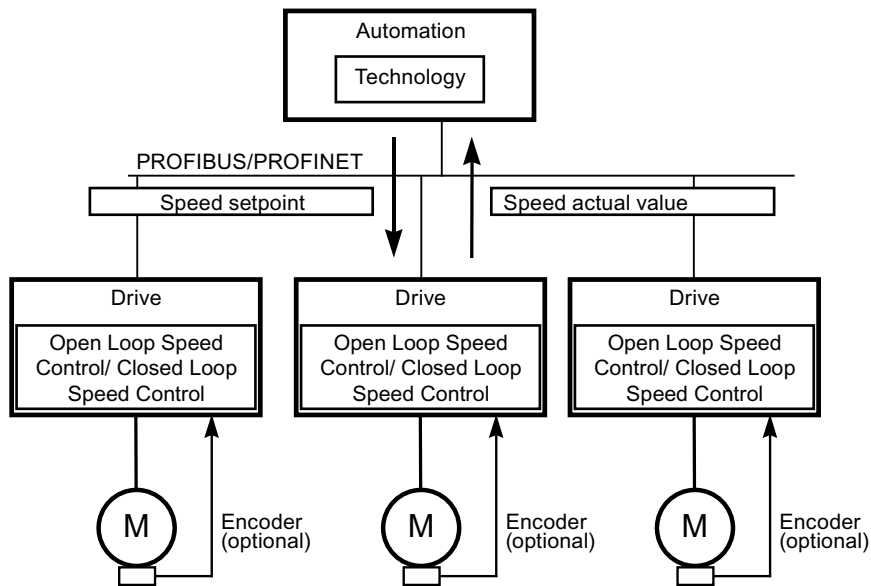 Automation
Technology
PROFIBUS/PROFINET
Speed setpoint
Speed actual value
Drive
Open Loop Speed
Control/ Closed Loop
Speed Control
Drive
Open Loop Speed
Control/ Closed Loop
Speed Control
Drive
Open Loop Speed
Control/ Closed Loop
Speed Control
M
Encoder
(optional)
M
Encoder
(optional)
M
Encoder
(optional)